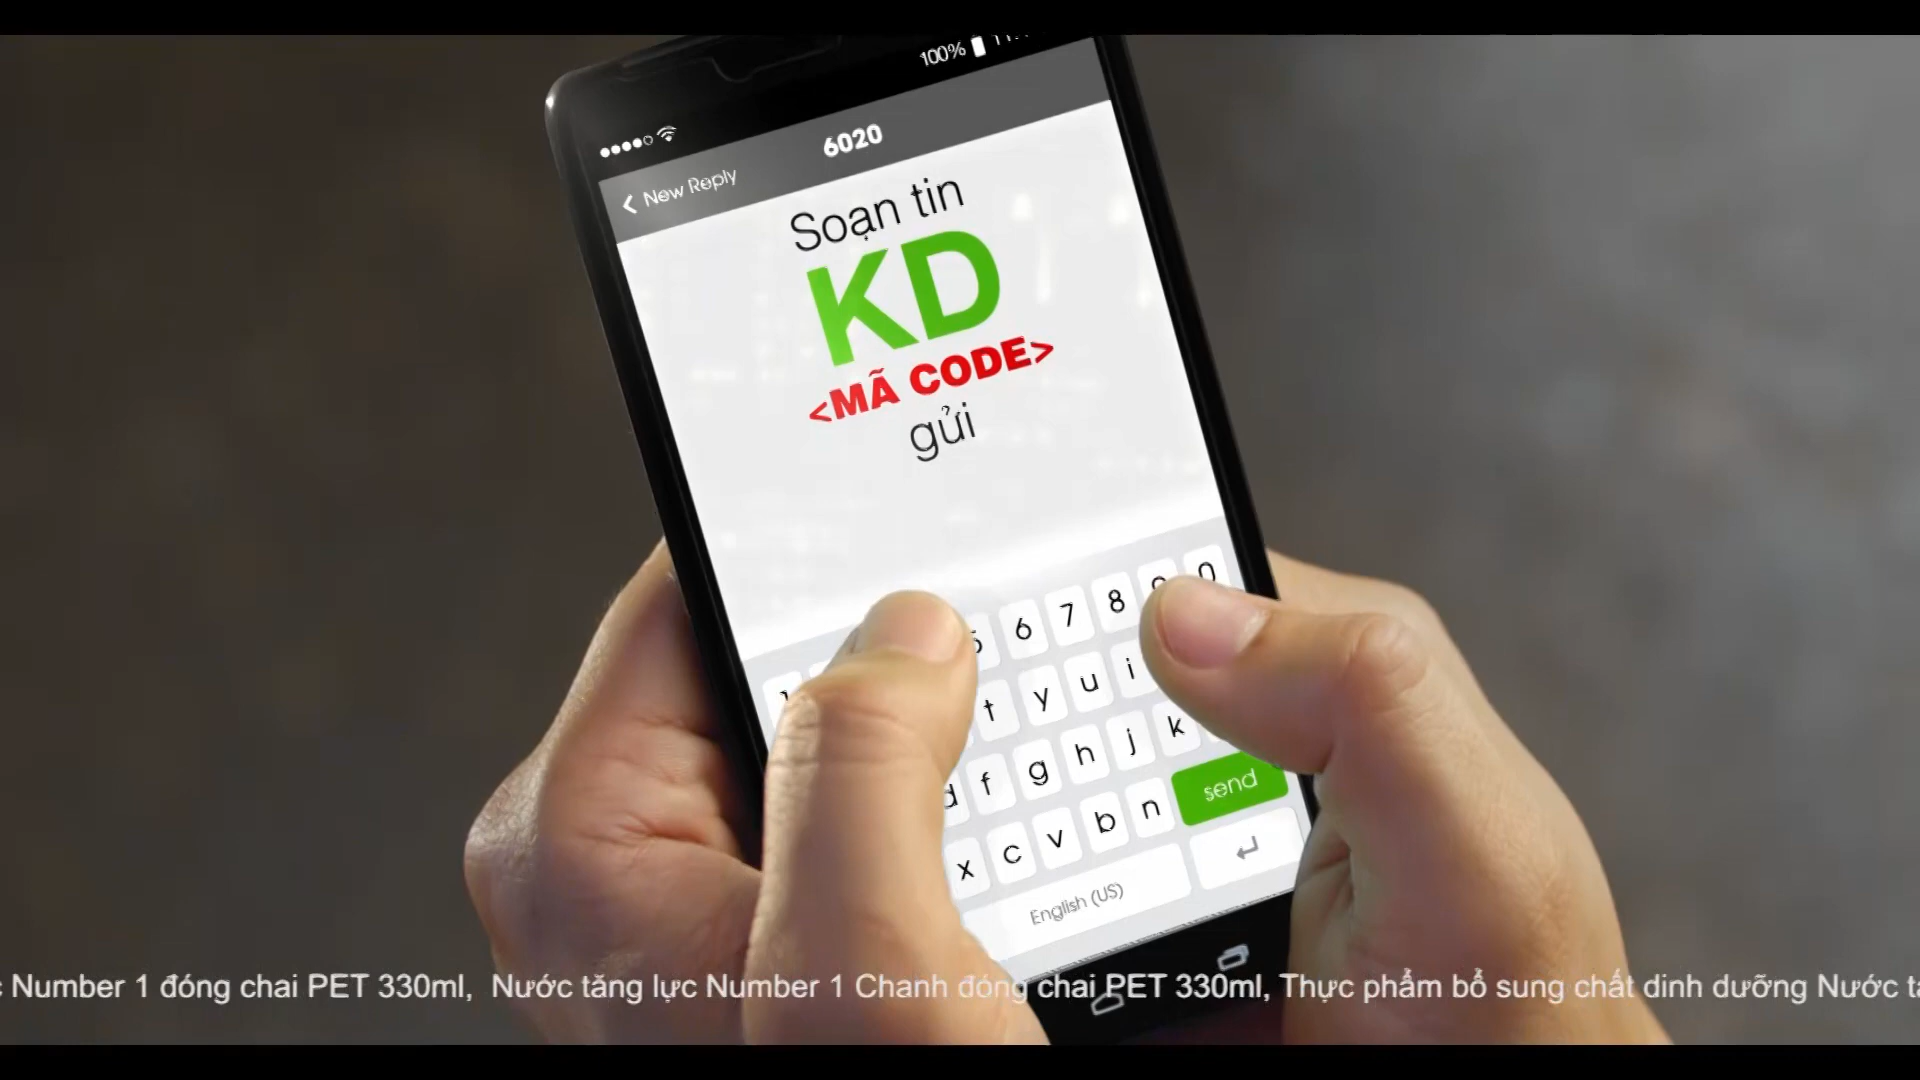 100%
6020
New Reply
Soạn tin
KD
<MÃ CODE>
gửi
6 7 8 0
t y u i
d f g h j k
x c v b n
send
English (US)
Number 1 đóng chai PET 330ml, Nước tăng lực Number 1 Chanh đóng chai PET 330ml, Thực phẩm bổ sung chất dinh dưỡng Nước